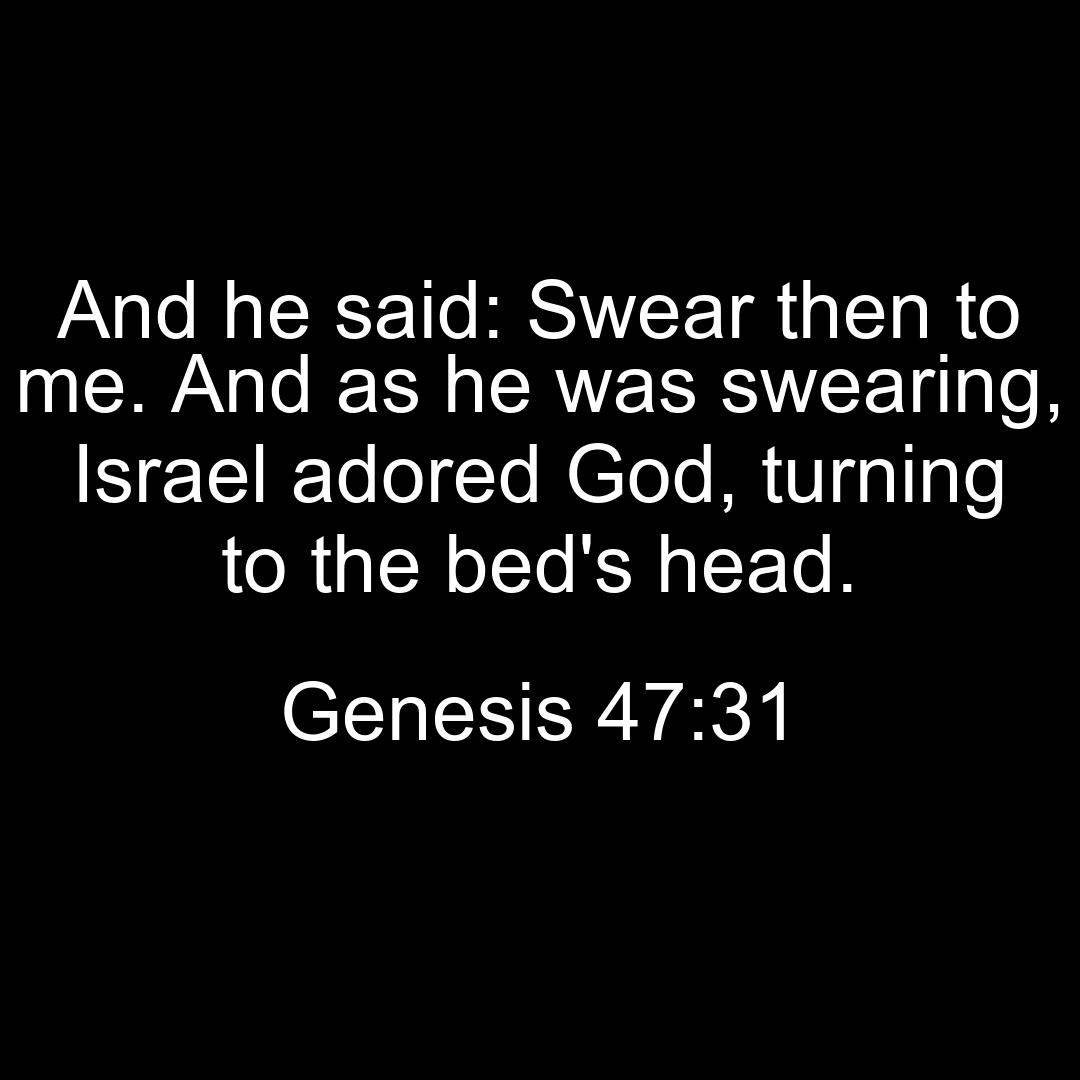 And he said: Swear then to
me. And as he was swearing,
Israel adored God, turning
to the bed's head.
Genesis 47:31